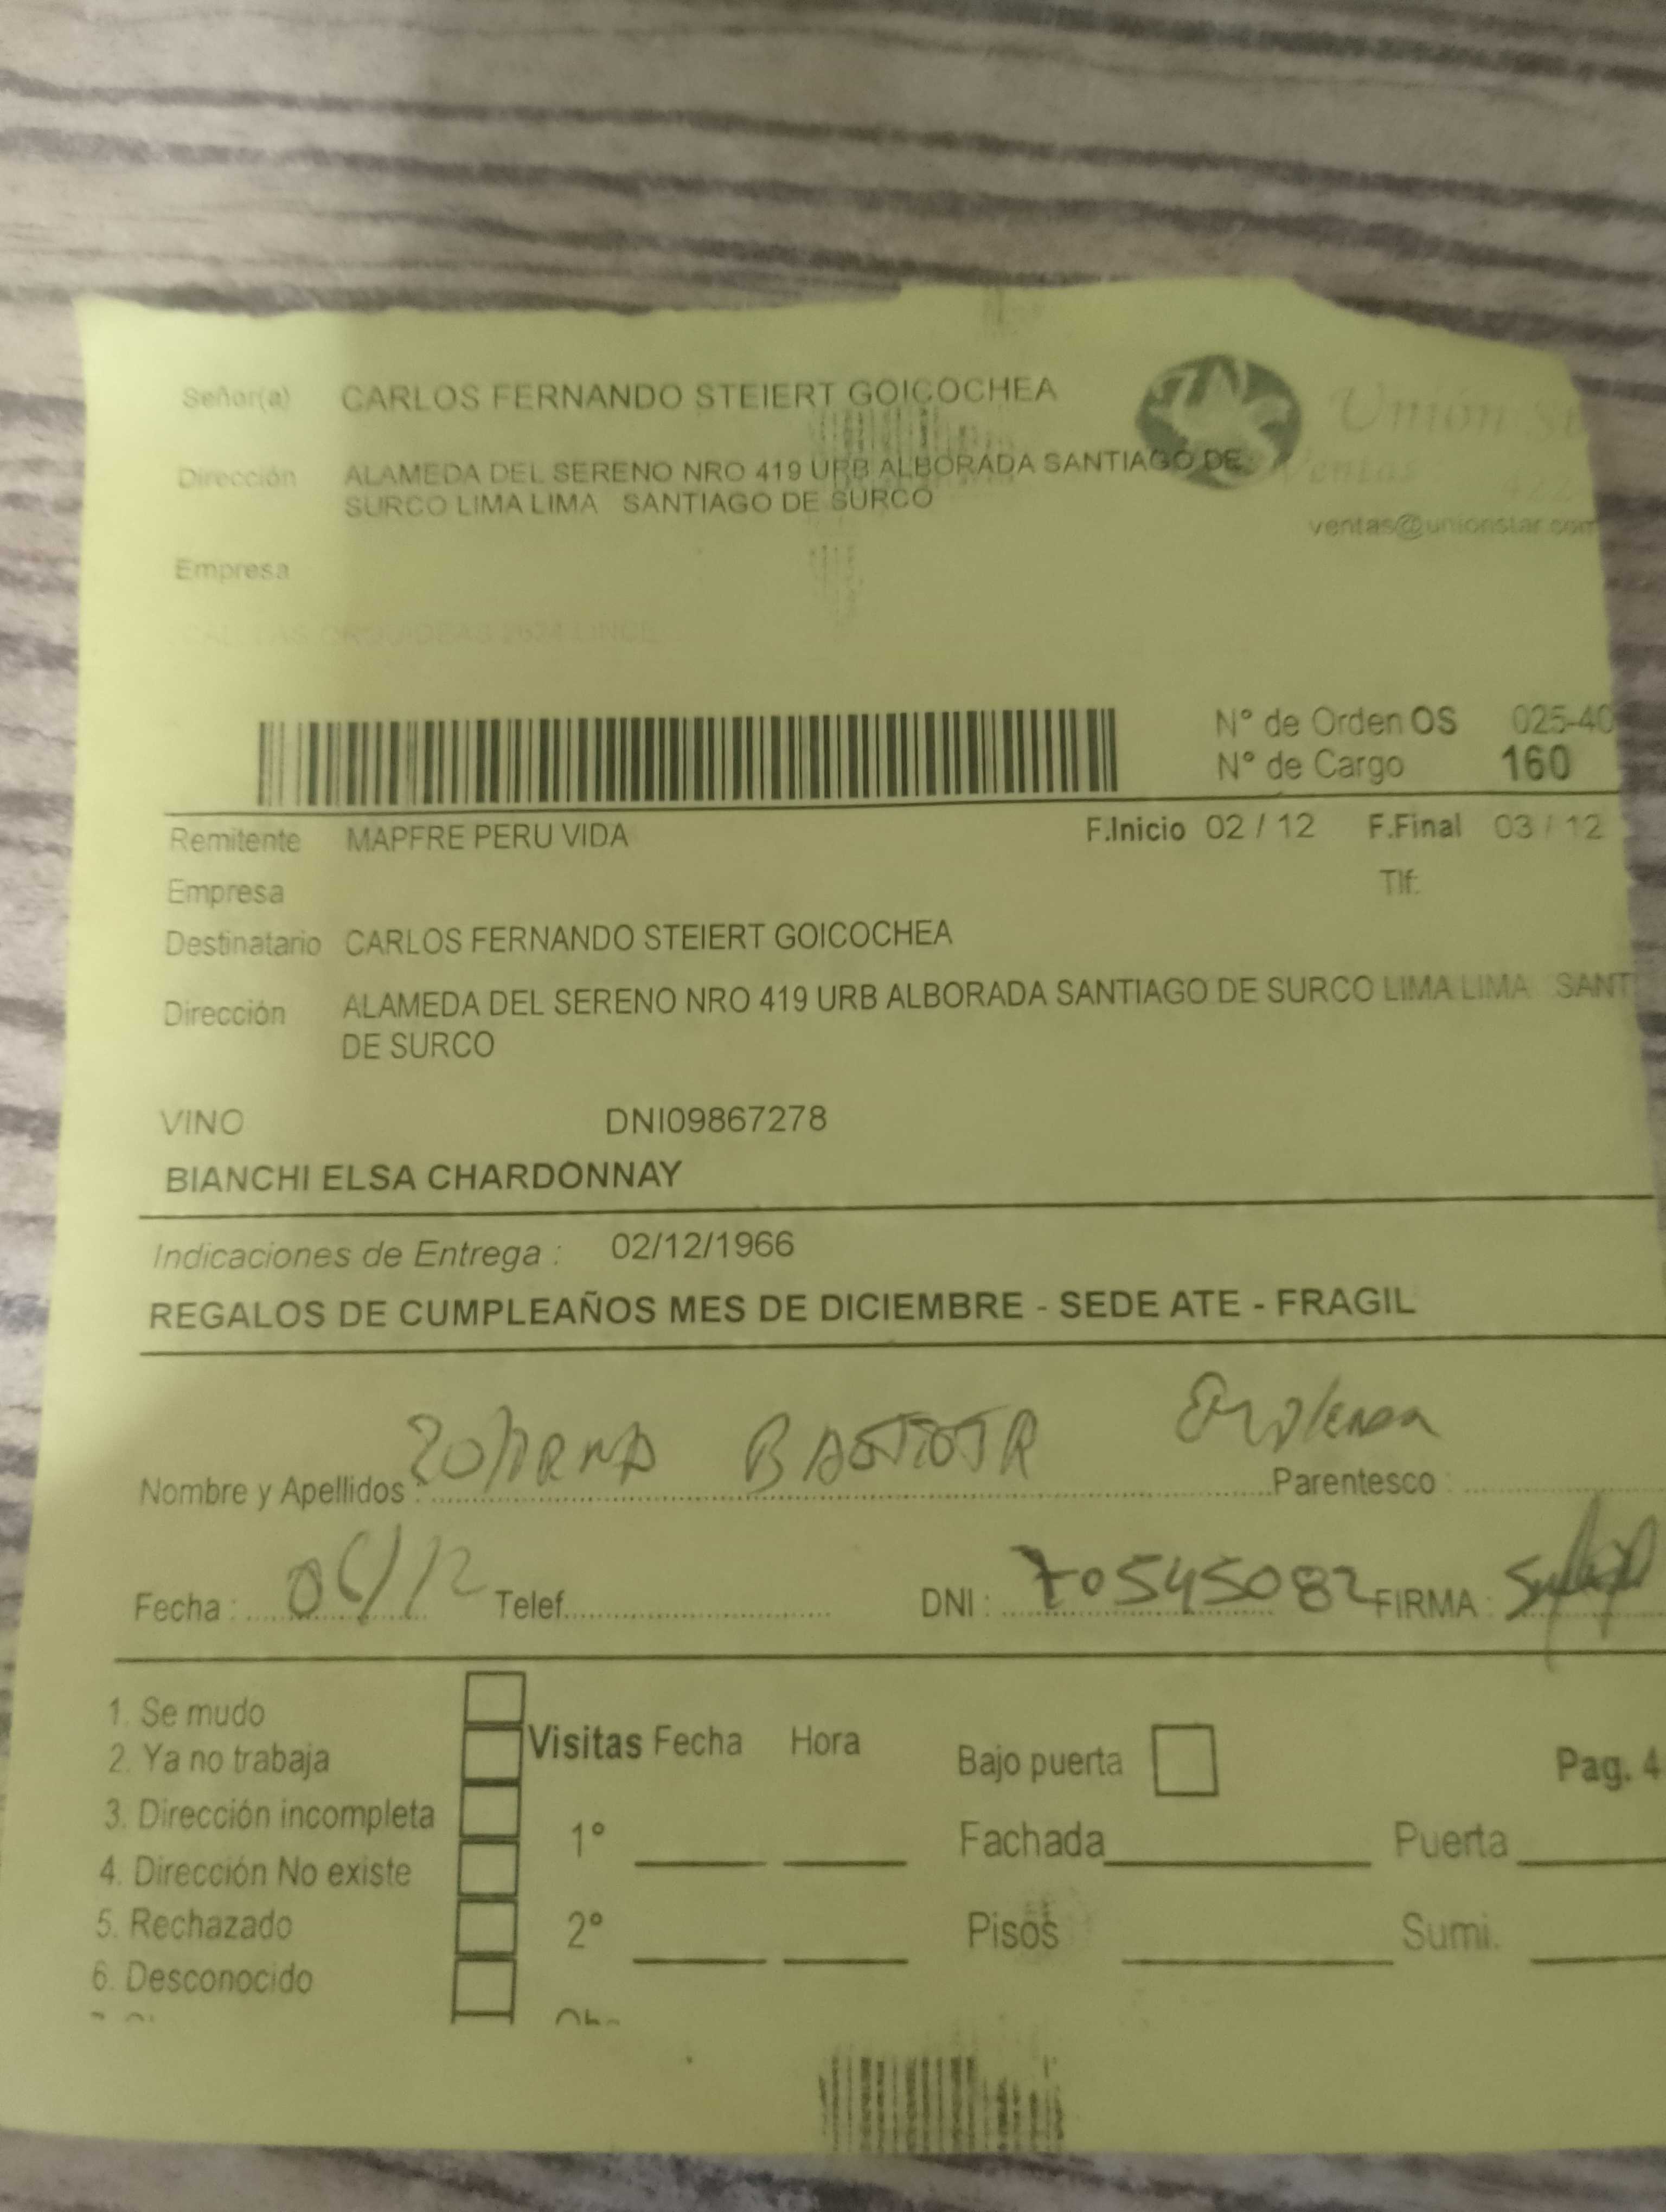 Señor(a) CARLOS FERNANDO STEIERT GOICOCHEA
Unión
Dirección ALAMEDA DEL SERENO NRO 419 URB ALBORADA SANTIAGO DE
SURCO LIMA LIMA SANTIAGO DE SURCO
Ventas
ventas@unionstar.com
Empresa
N° de Orden OS 025-40
N° de Cargo 160
Remitente MAPFRE PERU VIDA F.Inicio 02 / 12 F.Final 03 / 12
Empresa Tlf:
Destinatario CARLOS FERNANDO STEIERT GOICOCHEA
Dirección ALAMEDA DEL SERENO NRO 419 URB ALBORADA SANTIAGO DE SURCO LIMA LIMA SANT
DE SURCO
VINO DNI09867278
BIANCHI ELSA CHARDONNAY
Indicaciones de Entrega : 02/12/1966
REGALOS DE CUMPLEAÑOS MES DE DICIEMBRE - SEDE ATE - FRAGIL
Nombre y Apellidos : Parentesco :
Fecha : Telef. DNI : 70545082 FIRMA :
1. Se mudo
2. Ya no trabaja
3. Dirección incompleta
4. Dirección No existe
5. Rechazado
6. Desconocido
Visitas Fecha Hora
1°
2°
Bajo puerta Pag. 4
Fachada Puerta
Pisos Sumi.